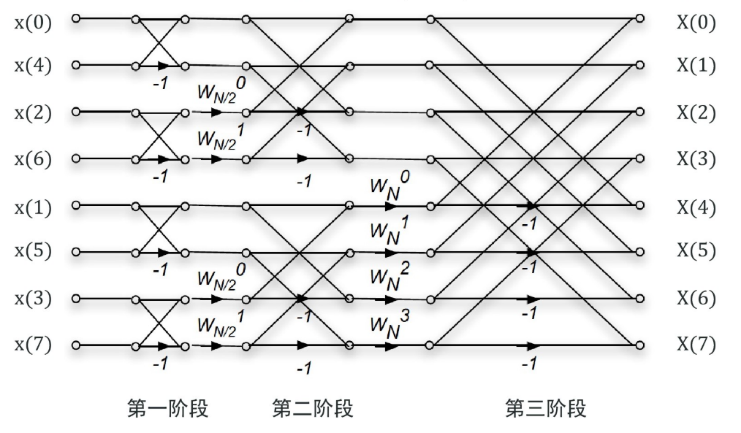 x(0) X(0)
x(4) -1 X(1)
x(2) W_{N/2}^0 -1 X(2)
x(6) -1 W_{N/2}^1 -1 X(3)
x(1) W_N^0 -1 X(4)
x(5) -1 W_N^1 -1 X(5)
x(3) W_{N/2}^0 -1 W_N^2 -1 X(6)
x(7) -1 W_{N/2}^1 -1 W_N^3 -1 X(7)
第一阶段 第二阶段 第三阶段